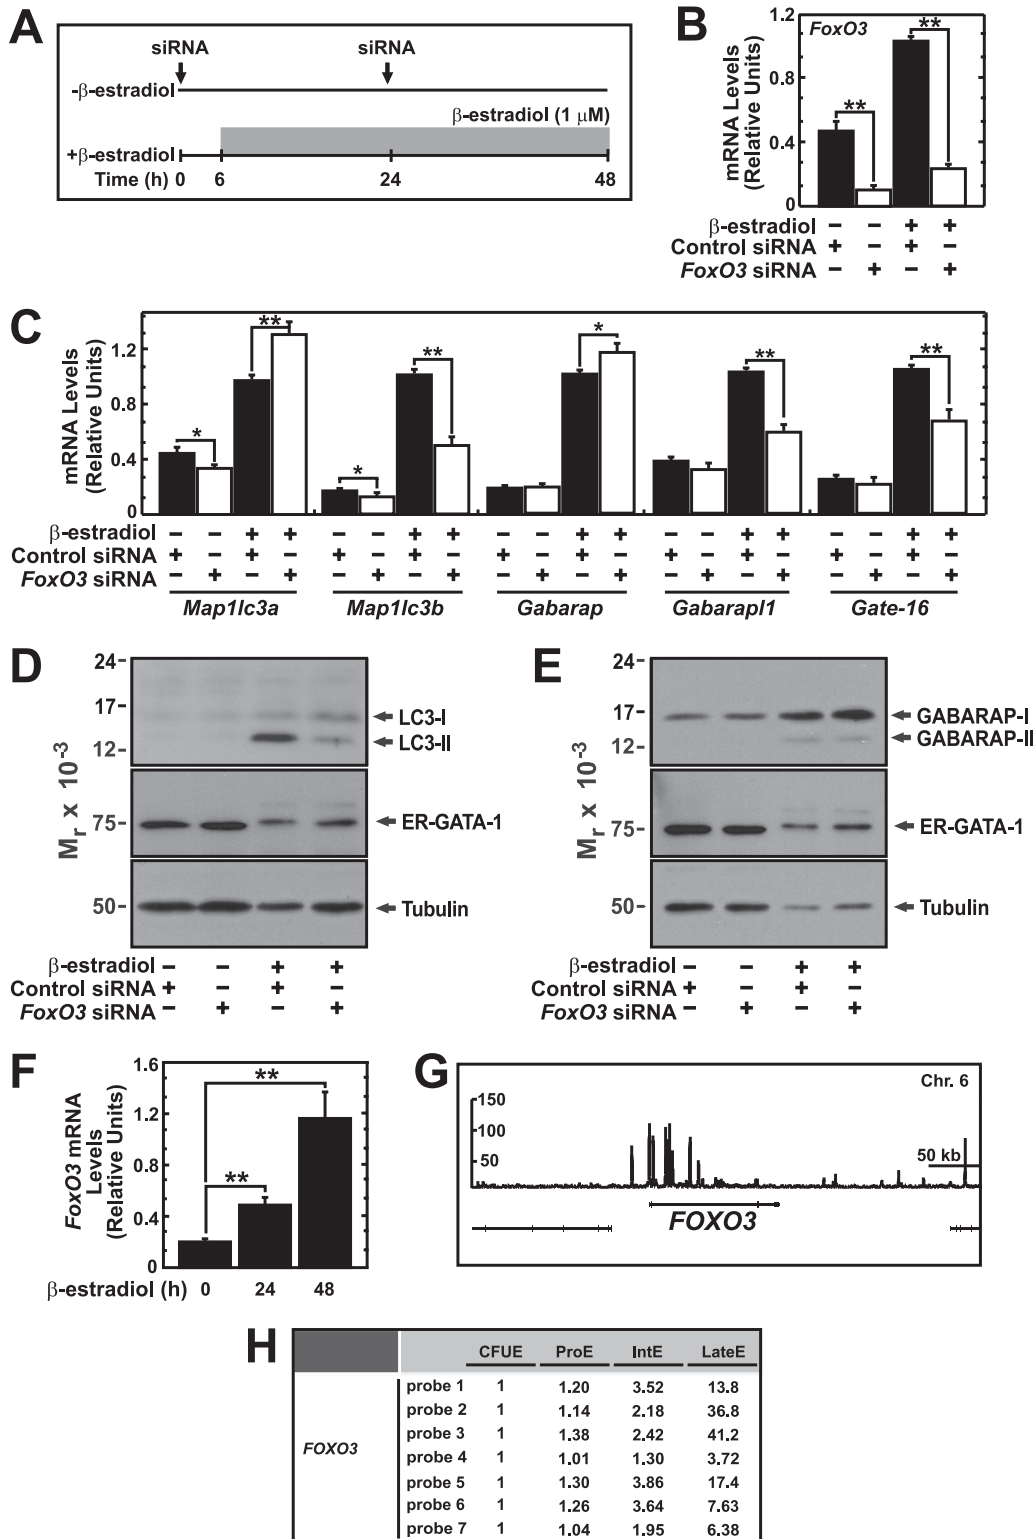 A
siRNA siRNA
-β-estradiol
β-estradiol (1 μM)
+β-estradiol
Time (h) 0 6 24 48
B
FoxO3
mRNA Levels
(Relative Units)
1.2
0.4
0
** **
β-estradiol − − + +
Control siRNA + − + −
FoxO3 siRNA − + − +
C
mRNA Levels
(Relative Units)
1.2
0.8
0.4
0
* ** * ** * ** **
β-estradiol − − + + − − + + − − + + − − + + − − + +
Control siRNA + − + − + − + − + − + − + − + − + − + −
FoxO3 siRNA − + − + − + − + − + − + − + − + − + − +
Map1lc3a Map1lc3b Gabarap Gabarapl1 Gate-16
D
Mr x 10-3
24
17
12
LC3-I
LC3-II
75
ER-GATA-1
50
Tubulin
β-estradiol − − + +
Control siRNA + − + −
FoxO3 siRNA − + − +
E
Mr x 10-3
24
17
12
GABARAP-I
GABARAP-II
75
ER-GATA-1
50
Tubulin
β-estradiol − − + +
Control siRNA + − + −
FoxO3 siRNA − + − +
F
FoxO3 mRNA
Levels
(Relative Units)
1.6
1.2
0.8
0.4
0
**
**
β-estradiol (h) 0 24 48
G
Chr. 6
150
100
50
50 kb
FOXO3
H
CFUE ProE IntE LateE
FOXO3
probe 1 1 1.20 3.52 13.8
probe 2 1 1.14 2.18 36.8
probe 3 1 1.38 2.42 41.2
probe 4 1 1.01 1.30 3.72
probe 5 1 1.30 3.86 17.4
probe 6 1 1.26 3.64 7.63
probe 7 1 1.04 1.95 6.38